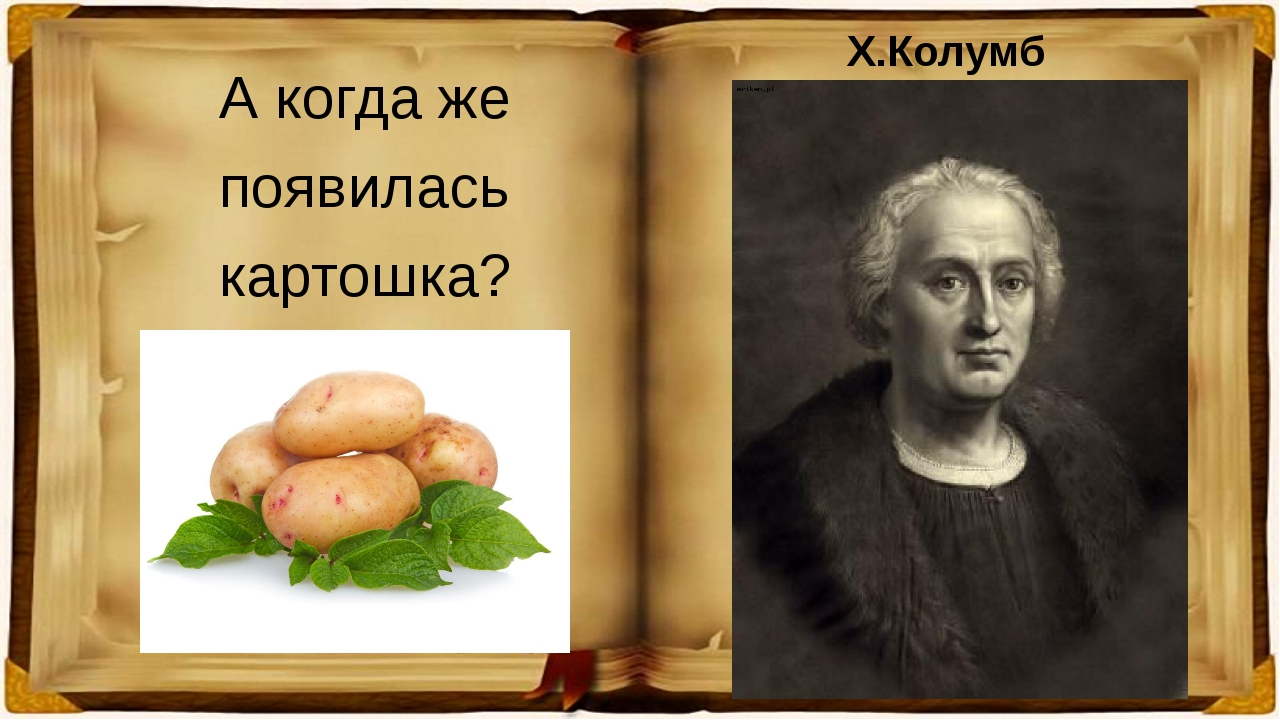 А когда же
появилась
картошка?
Х.Колумб